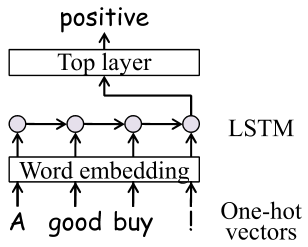 positive
Top layer
LSTM
Word embedding
A good buy !
One-hot
vectors